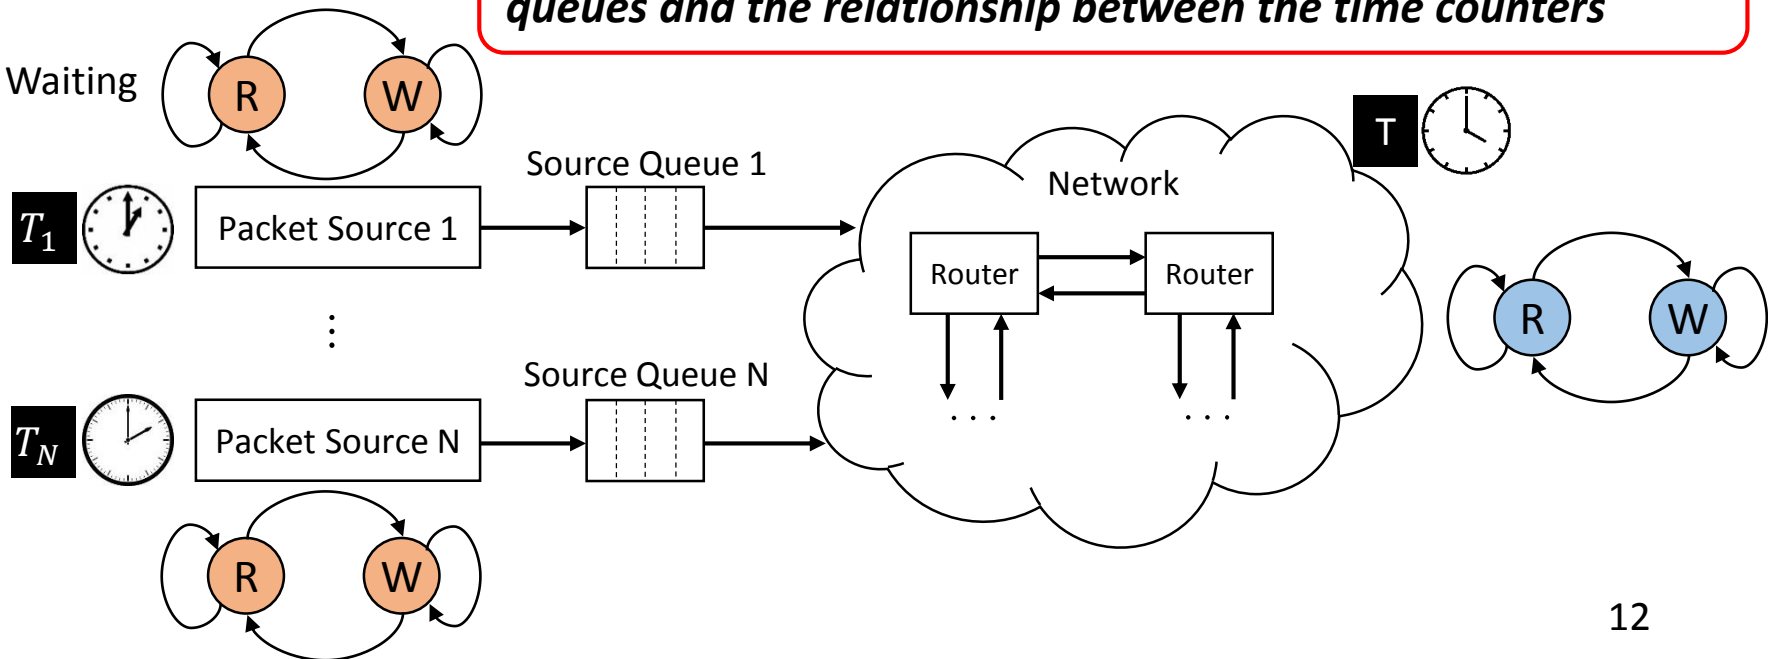 queues and the relationship between the time counters
Waiting
R
W
T
Source Queue 1
Network
T₁
Packet Source 1
Router
Router
R
W
⋮
Source Queue N
T_N
Packet Source N
. . .
. . .
R
W
12